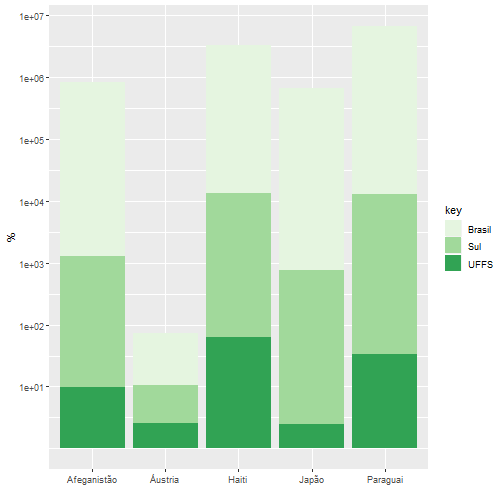 1e+07
1e+06
1e+05
1e+04
1e+03
1e+02
1e+01
%
Afeganistão Áustria Haiti Japão Paraguai
key
Brasil
Sul
UFFS